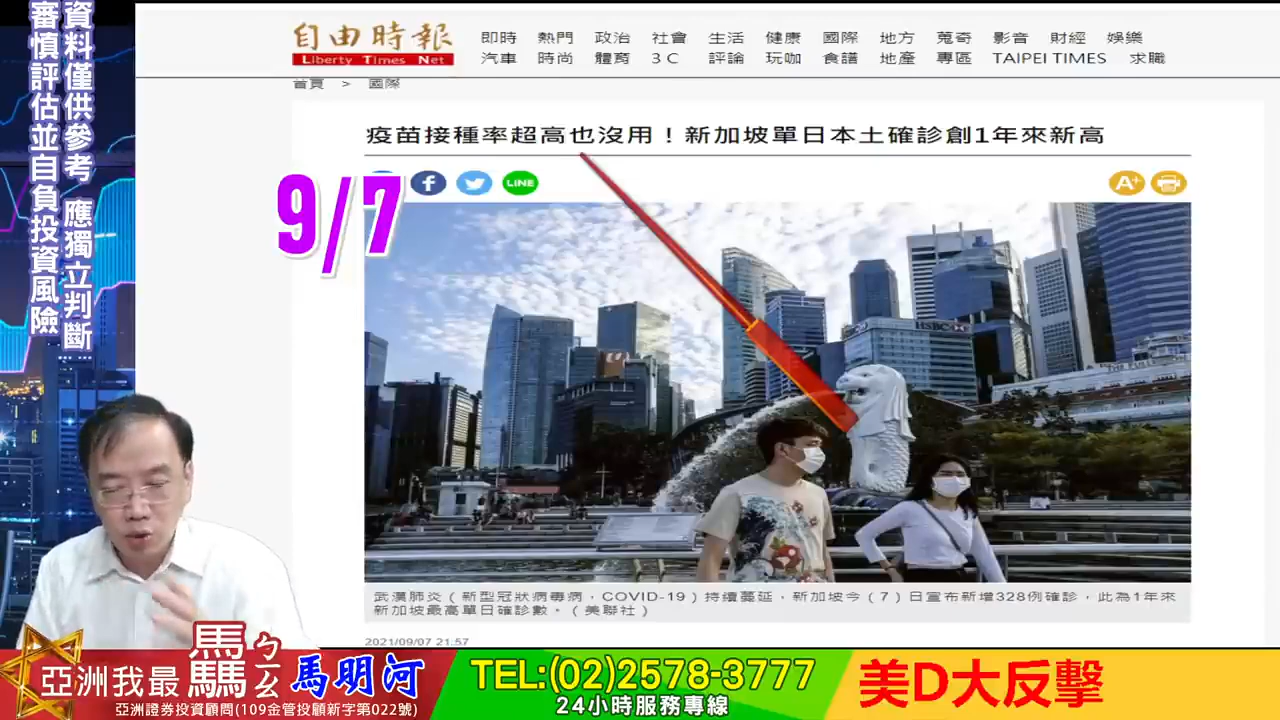 資料僅供參考 應獨立判斷
審慎評估並自負投資風險
自由時報
Liberty Times Net
即時 熱門 政治 社會 生活 健康 國際 地方 蒐奇 影音 財經 娛樂
汽車 時尚 體育 3C 評論 玩咖 食譜 地產 專區 TAIPEI TIMES 求職
首頁 > 國際
疫苗接種率超高也沒用！新加坡單日本土確診創1年來新高
LINE
A+
9/7
HSBC
武漢肺炎（新型冠狀病毒病，COVID-19）持續蔓延，新加坡今（7）日宣布新增328例確診，此為1年來
新加坡最高單日確診數。（美聯社）
2021/09/07 21:57
亞洲我最馬驫ㄅㄧㄠ 馬明河
亞洲證券投資顧問(109金管投顧新字第022號)
TEL:(02)2578-3777
24小時服務專線
美D大反擊